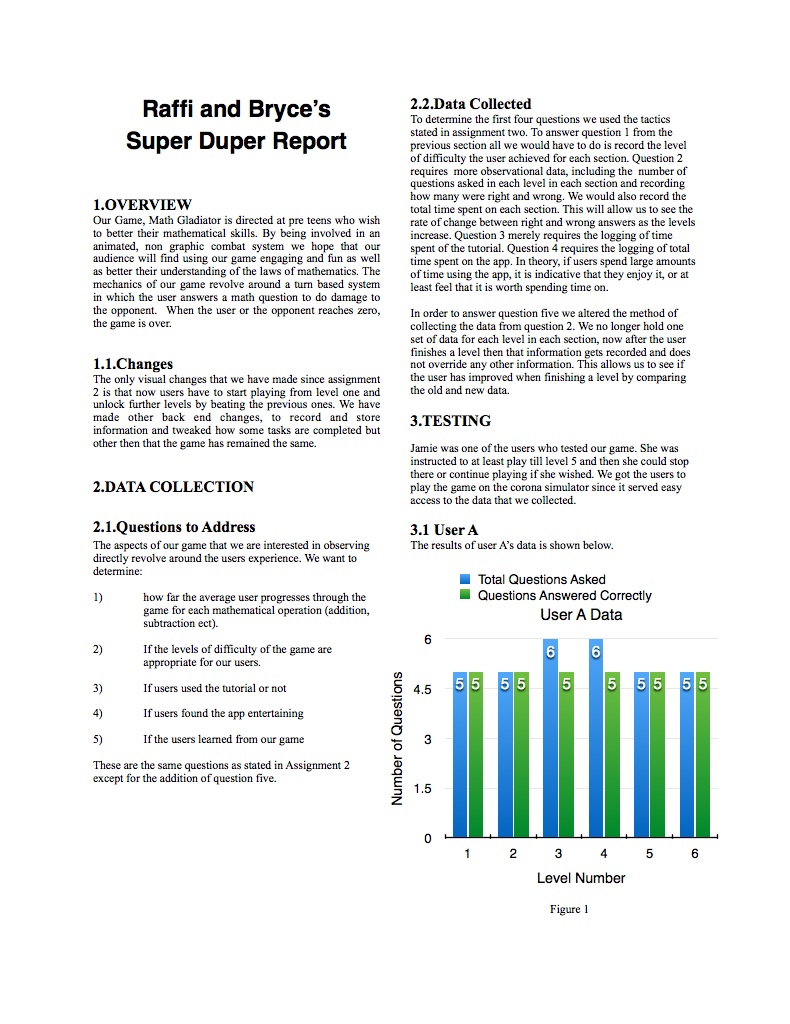 Raffi and Bryce's
Super Duper Report
1.OVERVIEW
Our Game, Math Gladiator is directed at pre teens who wish
to better their mathematical skills. By being involved in an
animated, non graphic combat system we hope that our
audience will find using our game engaging and fun as well
as better their understanding of the laws of mathematics. The
mechanics of our game revolve around a turn based system
in which the user answers a math question to do damage to
the opponent. When the user or the opponent reaches zero,
the game is over.
1.1.Changes
The only visual changes that we have made since assignment
2 is that now users have to start playing from level one and
unlock further levels by beating the previous ones. We have
made other back end changes, to record and store
information and tweaked how some tasks are completed but
other then that the game has remained the same.
2.DATA COLLECTION
2.1.Questions to Address
The aspects of our game that we are interested in observing
directly revolve around the users experience. We want to
determine:
1) how far the average user progresses through the
game for each mathematical operation (addition,
subtraction ect).
2) If the levels of difficulty of the game are
appropriate for our users.
3) If users used the tutorial or not
4) If users found the app entertaining
5) If the users learned from our game
These are the same questions as stated in Assignment 2
except for the addition of question five.
2.2.Data Collected
To determine the first four questions we used the tactics
stated in assignment two. To answer question 1 from the
previous section all we would have to do is record the level
of difficulty the user achieved for each section. Question 2
requires more observational data, including the number of
questions asked in each level in each section and recording
how many were right and wrong. We would also record the
total time spent on each section. This will allow us to see the
rate of change between right and wrong answers as the levels
increase. Question 3 merely requires the logging of time
spent of the tutorial. Question 4 requires the logging of total
time spent on the app. In theory, if users spend large amounts
of time using the app, it is indicative that they enjoy it, or at
least feel that it is worth spending time on.
In order to answer question five we altered the method of
collecting the data from question 2. We no longer hold one
set of data for each level in each section, now after the user
finishes a level then that information gets recorded and does
not override any other information. This allows us to see if
the user has improved when finishing a level by comparing
the old and new data.
3.TESTING
Jamie was one of the users who tested our game. She was
instructed to at least play till level 5 and then she could stop
there or continue playing if she wished. We got the users to
play the game on the corona simulator since it served easy
access to the data that we collected.
3.1 User A
The results of user A's data is shown below.
Total Questions Asked
Questions Answered Correctly
User A Data
Number of Questions
6
4.5
3
1.5
0
5 5 5 5 6 5 6 5 5 5 5 5
1 2 3 4 5 6
Level Number
Figure 1